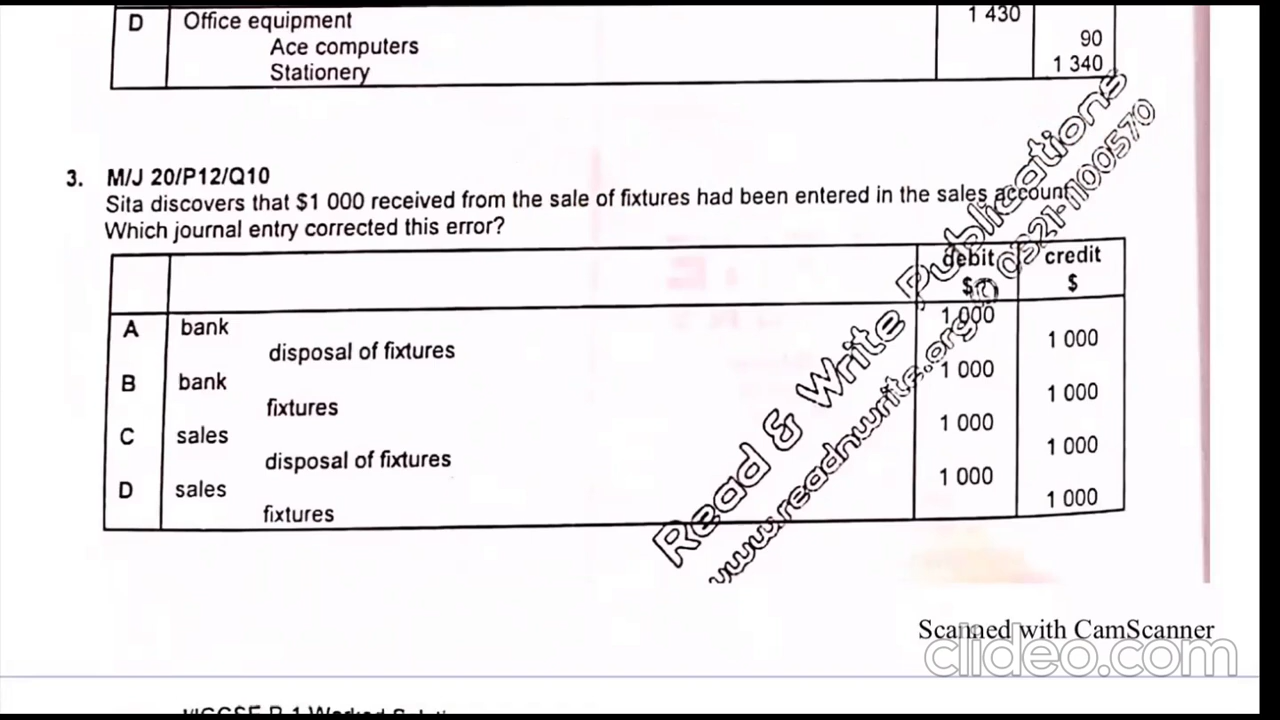 D Office equipment 1 430
Ace computers 90
Stationery 1 340
3. M/J 20/P12/Q10
Sita discovers that $1 000 received from the sale of fixtures had been entered in the sales account.
Which journal entry corrected this error?
debit credit
$ $
A bank 1 000
disposal of fixtures 1 000
B bank 1 000
fixtures 1 000
C sales 1 000
disposal of fixtures 1 000
D sales 1 000
fixtures 1 000
Read & Write Publications
www.readnwrite.org 0321-1100570
Scanned with CamScanner
clideo.com